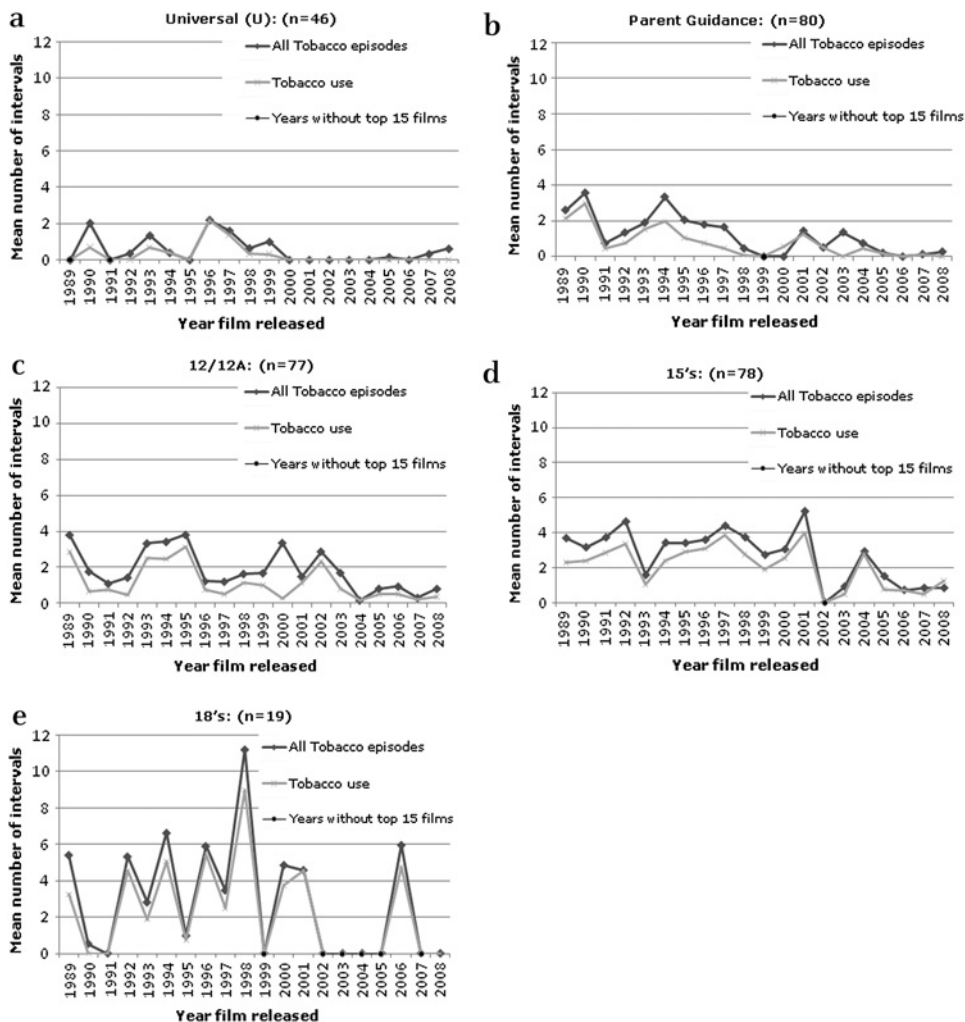 a
Universal (U): (n=46)
Mean number of intervals
12
10
8
6
4
2
0
All Tobacco episodes
Tobacco use
Years without top 15 films
1989 1990 1991 1992 1993 1994 1995 1996 1997 1998 1999 2000 2001 2002 2003 2004 2005 2006 2007 2008
Year film released
b
Parent Guidance: (n=80)
Mean number of intervals
12
10
8
6
4
2
0
All Tobacco episodes
Tobacco use
Years without top 15 films
1989 1990 1991 1992 1993 1994 1995 1996 1997 1998 1999 2000 2001 2002 2003 2004 2005 2006 2007 2008
Year film released
c
12/12A: (n=77)
Mean number of intervals
12
10
8
6
4
2
0
All Tobacco episodes
Tobacco use
Years without top 15 films
1989 1990 1991 1992 1993 1994 1995 1996 1997 1998 1999 2000 2001 2002 2003 2004 2005 2006 2007 2008
Year film released
d
15's: (n=78)
Mean number of intervals
12
10
8
6
4
2
0
All Tobacco episodes
Tobacco use
Years without top 15 films
1989 1990 1991 1992 1993 1994 1995 1996 1997 1998 1999 2000 2001 2002 2003 2004 2005 2006 2007 2008
Year film released
e
18's: (n=19)
Mean number of intervals
12
10
8
6
4
2
0
All Tobacco episodes
Tobacco use
Years without top 15 films
1989 1990 1991 1992 1993 1994 1995 1996 1997 1998 1999 2000 2001 2002 2003 2004 2005 2006 2007 2008
Year film released